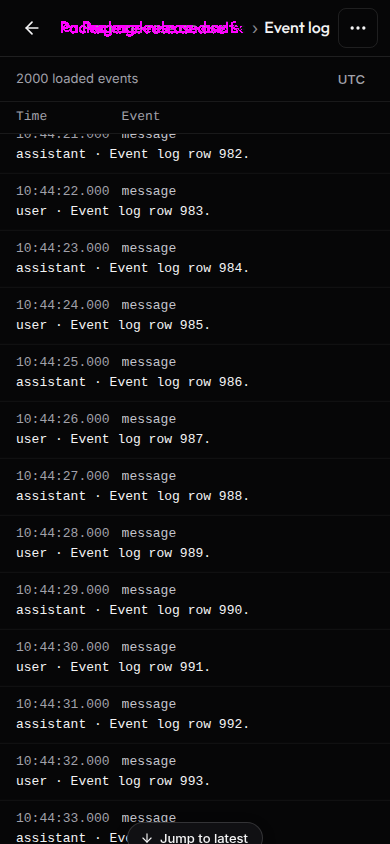 › Event log
2000 loaded events UTC
Time Event
10:44:21.000 message
assistant · Event log row 982.
10:44:22.000 message
user · Event log row 983.
10:44:23.000 message
assistant · Event log row 984.
10:44:24.000 message
user · Event log row 985.
10:44:25.000 message
assistant · Event log row 986.
10:44:26.000 message
user · Event log row 987.
10:44:27.000 message
assistant · Event log row 988.
10:44:28.000 message
user · Event log row 989.
10:44:29.000 message
assistant · Event log row 990.
10:44:30.000 message
user · Event log row 991.
10:44:31.000 message
assistant · Event log row 992.
10:44:32.000 message
user · Event log row 993.
10:44:33.000 message
assistant ·
Jump to latest